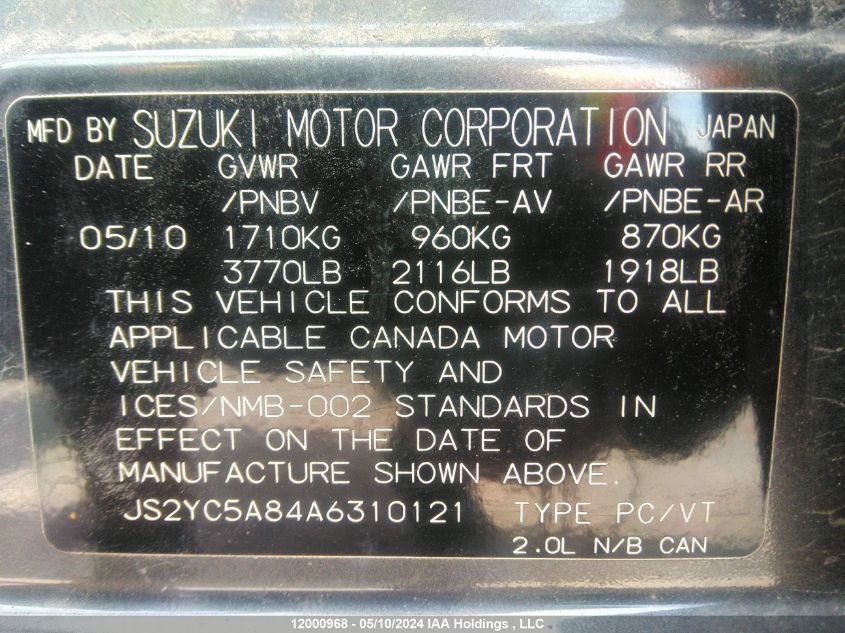 MFD BY SUZUKI MOTOR CORPORATION JAPAN
DATE GVWR GAWR FRT GAWR RR
/PNBV /PNBE-AV /PNBE-AR
05/10 1710KG 960KG 870KG
3770LB 2116LB 1918LB
THIS VEHICLE CONFORMS TO ALL
APPLICABLE CANADA MOTOR
VEHICLE SAFETY AND
ICES/NMB-002 STANDARDS IN
EFFECT ON THE DATE OF
MANUFACTURE SHOWN ABOVE.
JS2YC5A84A6310121 TYPE PC/VT
2.0L N/B CAN
12000968 - 05/10/2024 IAA Holdings , LLC